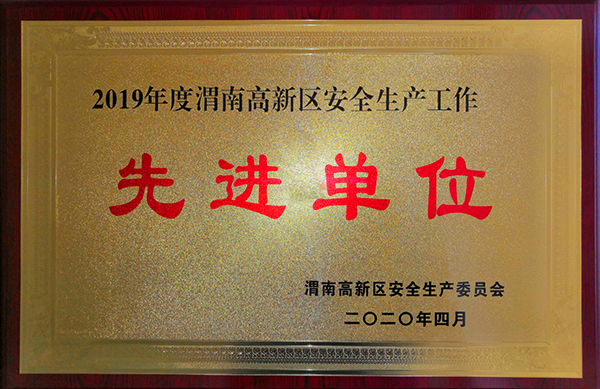 2019年度渭南高新区安全生产工作
先进单位
渭南高新区安全生产委员会
二〇二〇年四月